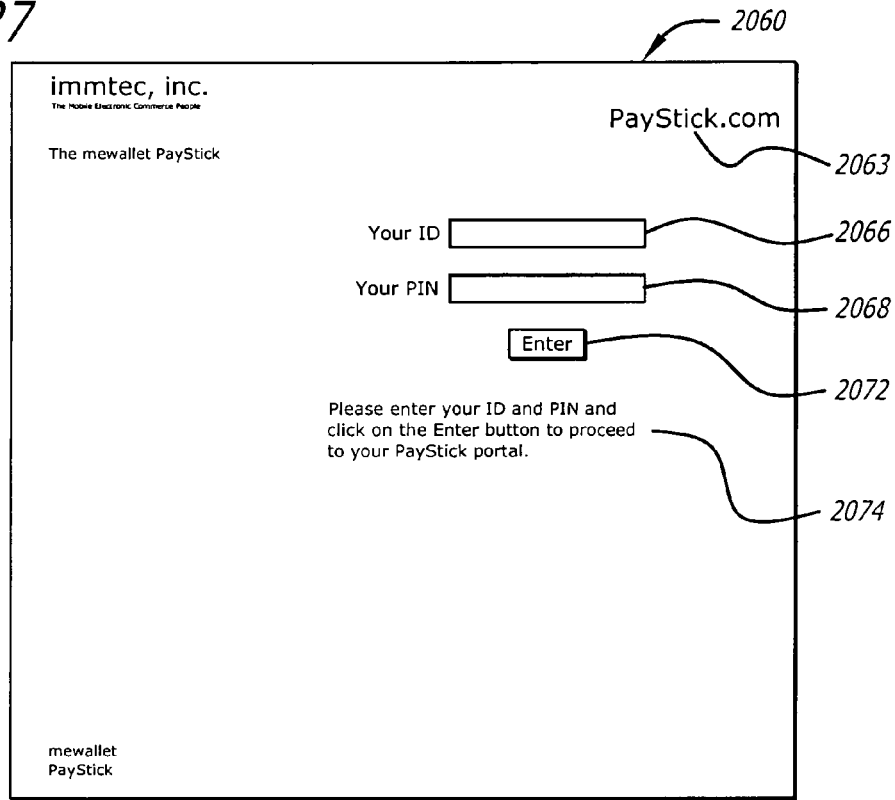 2060
immtec, inc.
The Mobile Electronic Commerce People
PayStick.com
The mewallet PayStick
2063
Your ID
2066
Your PIN
2068
Enter
2072
Please enter your ID and PIN and
click on the Enter button to proceed
to your PayStick portal.
2074
mewallet
PayStick